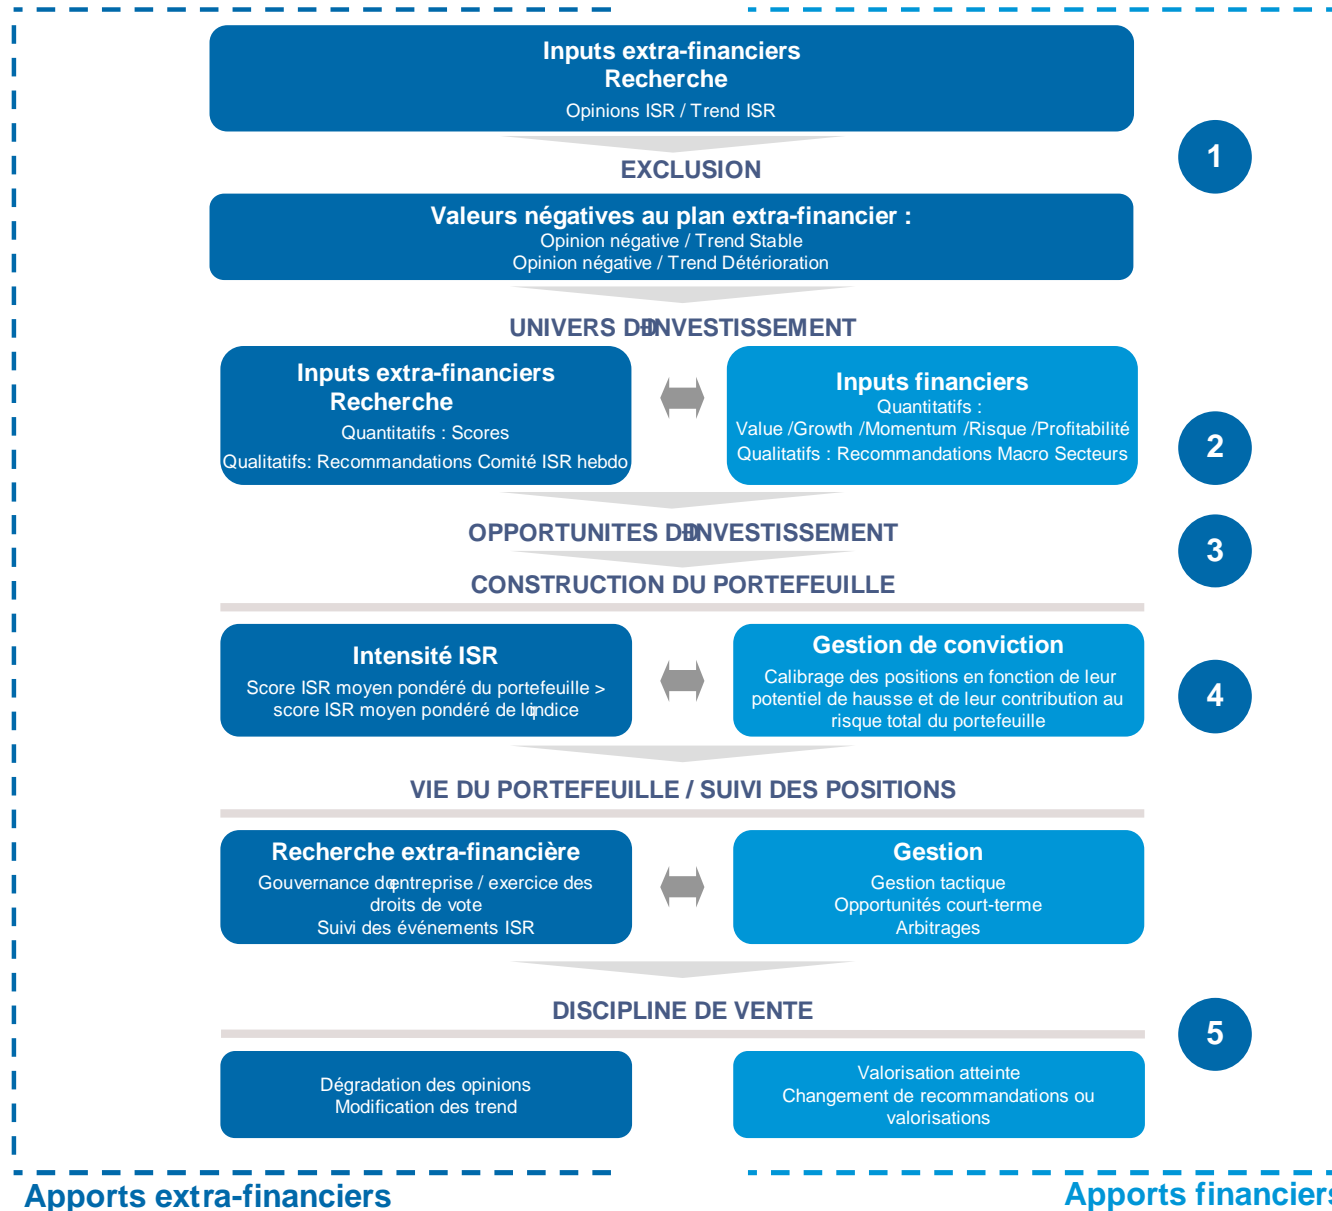 Inputs extra-financiers
Recherche
Opinions ISR / Trend ISR
1
EXCLUSION
Valeurs négatives au plan extra-financier :
Opinion négative / Trend Stable
Opinion négative / Trend Détérioration
UNIVERS D'INVESTISSEMENT
Inputs extra-financiers
Recherche
Quantitatifs : Scores
Qualitatifs: Recommandations Comité ISR hebdo
Inputs financiers
Quantitatifs :
Value /Growth /Momentum /Risque /Profitabilité
Qualitatifs : Recommandations Macro Secteurs
2
OPPORTUNITES D'INVESTISSEMENT
3
CONSTRUCTION DU PORTEFEUILLE
Intensité ISR
Score ISR moyen pondéré du portefeuille >
score ISR moyen pondéré de l'indice
Gestion de conviction
Calibrage des positions en fonction de leur
potentiel de hausse et de leur contribution au
risque total du portefeuille
4
VIE DU PORTEFEUILLE / SUIVI DES POSITIONS
Recherche extra-financière
Gouvernance d'entreprise / exercice des
droits de vote
Suivi des événements ISR
Gestion
Gestion tactique
Opportunités court-terme
Arbitrages
DISCIPLINE DE VENTE
5
Dégradation des opinions
Modification des trend
Valorisation atteinte
Changement de recommandations ou
valorisations
Apports extra-financiers
Apports financiers